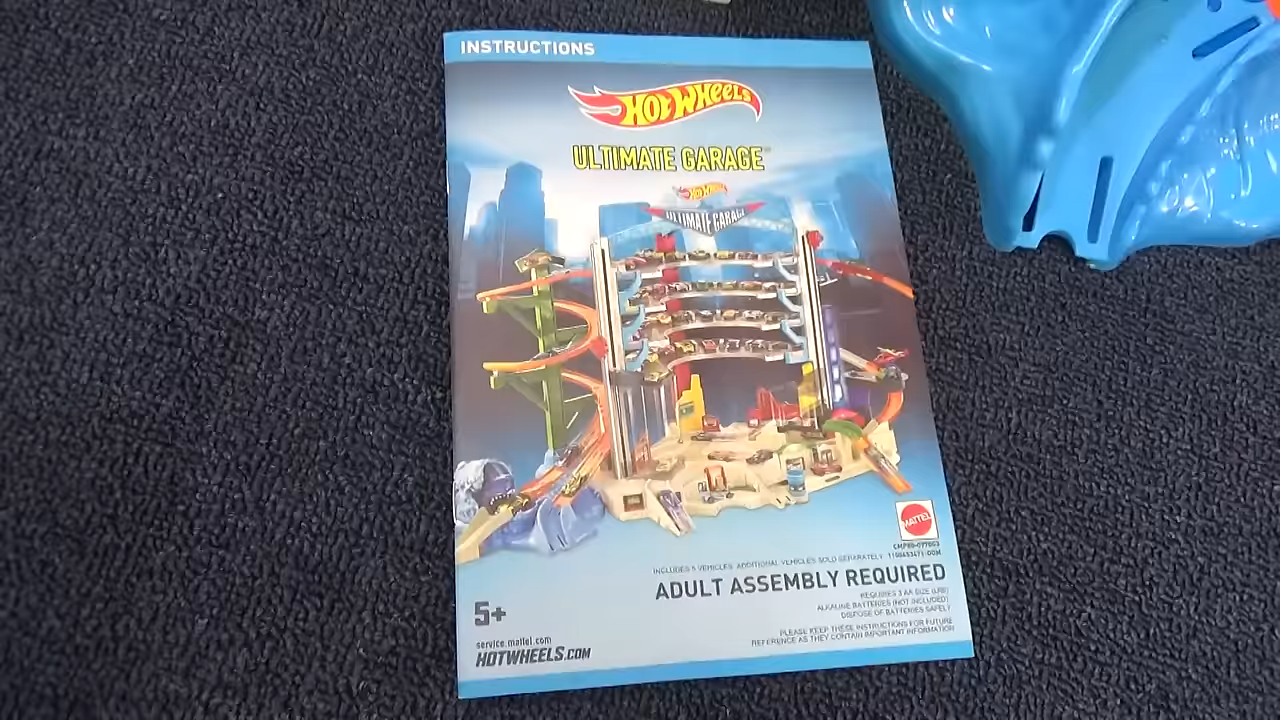 INSTRUCTIONS
HOT WHEELS
ULTIMATE GARAGE
HOT WHEELS
ULTIMATE GARAGE
MATTEL
INCLUDES 5 VEHICLES. ADDITIONAL VEHICLES SOLD SEPARATELY.
ADULT ASSEMBLY REQUIRED
REQUIRES 3 AA SIZE (LR6)
ALKALINE BATTERIES (NOT INCLUDED)
DISPOSE OF BATTERIES SAFELY
PLEASE KEEP THESE INSTRUCTIONS FOR FUTURE
REFERENCE AS THEY CONTAIN IMPORTANT INFORMATION
5+
service.mattel.com
HOTWHEELS.COM